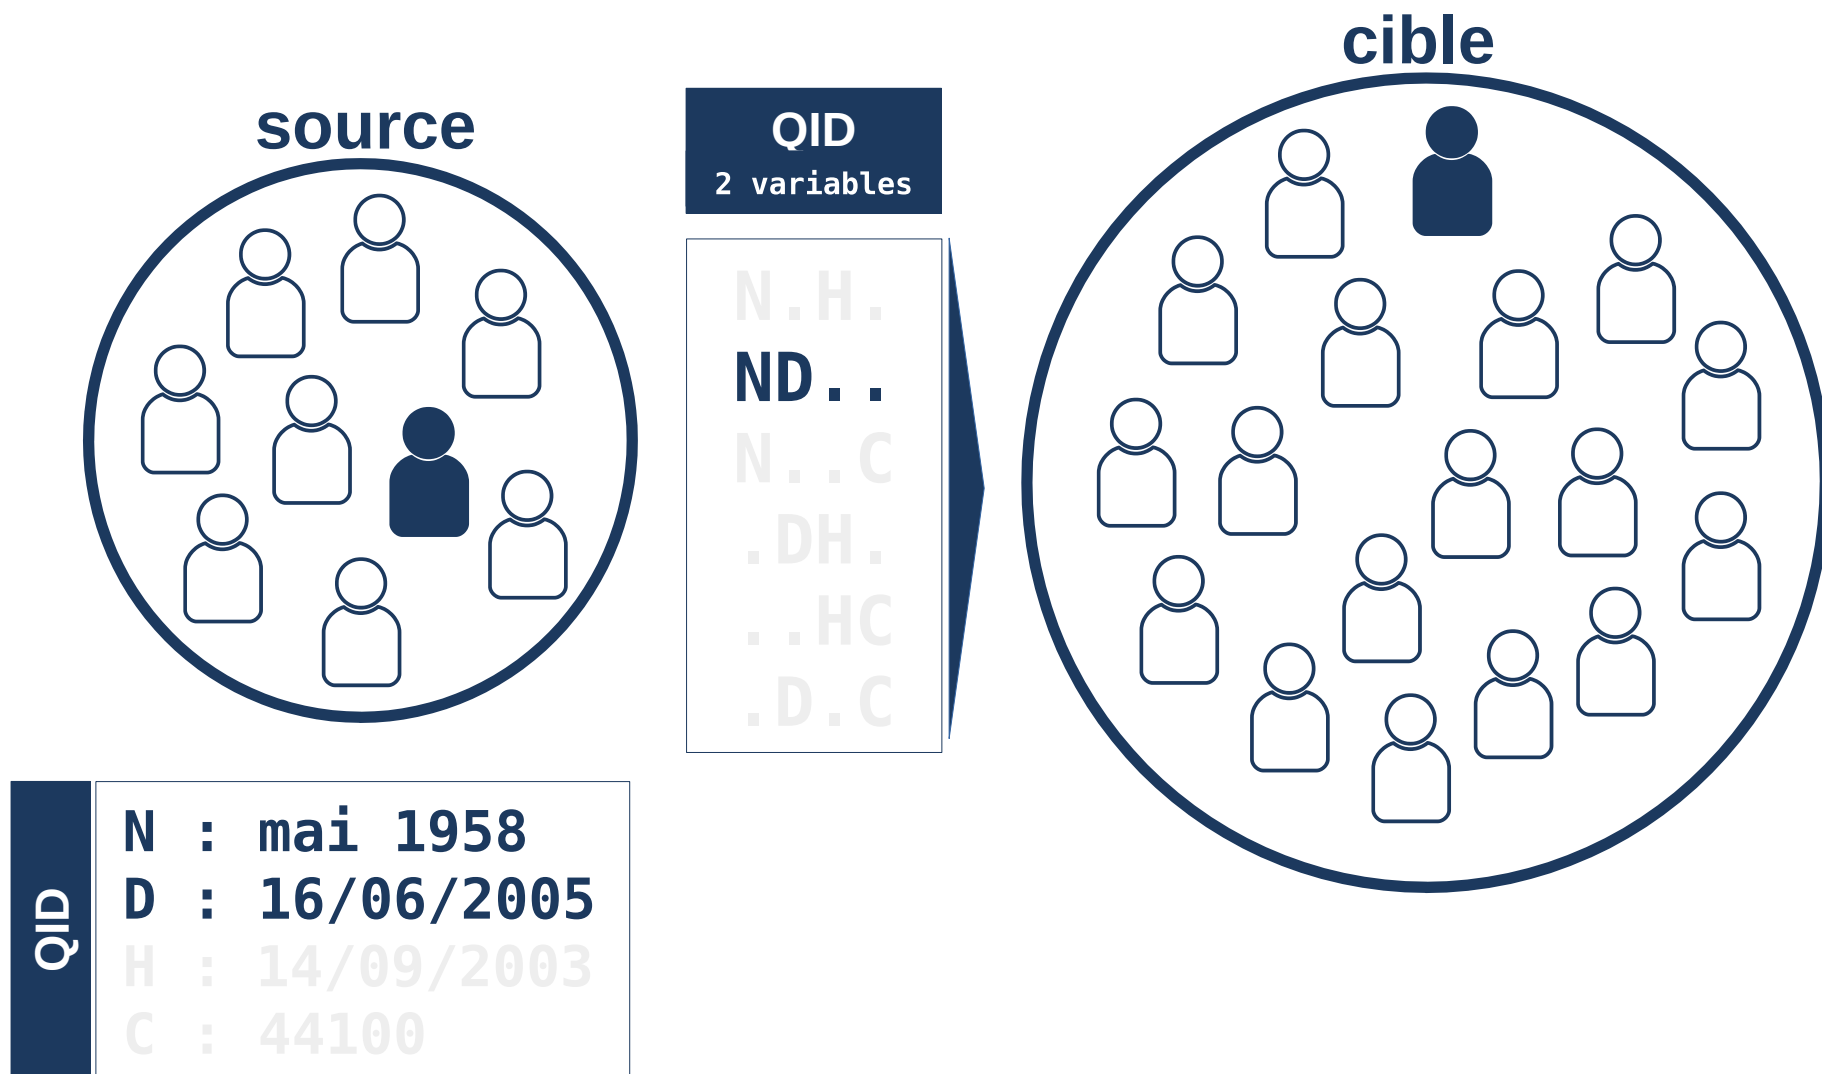 cible
source
QID
2 variables
N.H.
ND..
N..C
.DH.
..HC
.D.C
QID
N : mai 1958
D : 16/06/2005
H : 14/09/2003
C : 44100